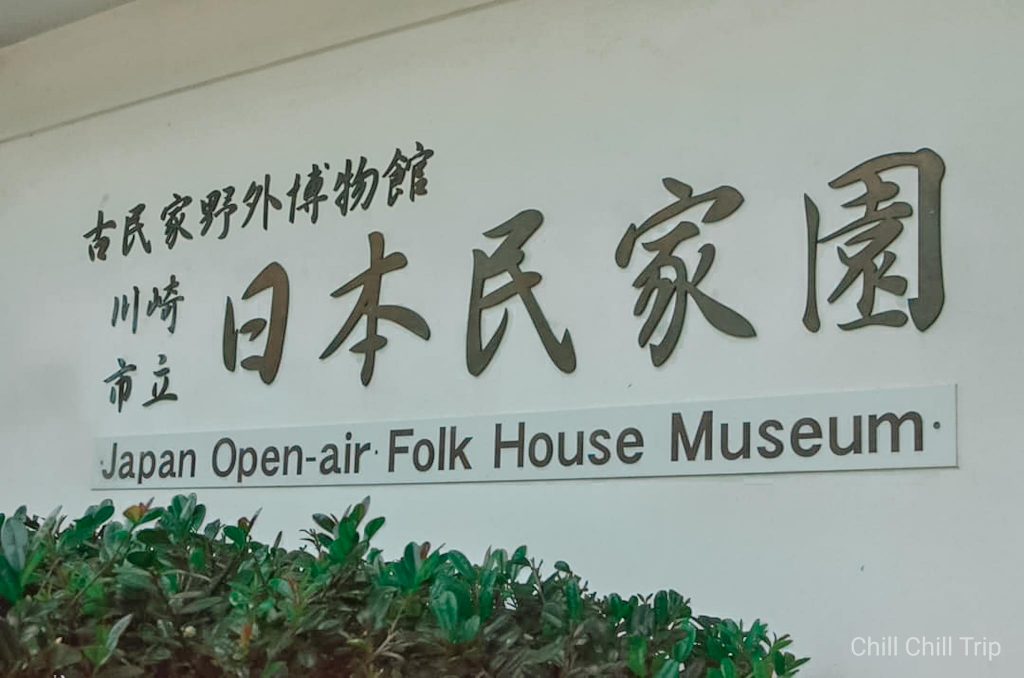 古民家野外博物館
川崎
市立
日本民家園
Japan Open-air Folk House Museum
Chill Chill Trip